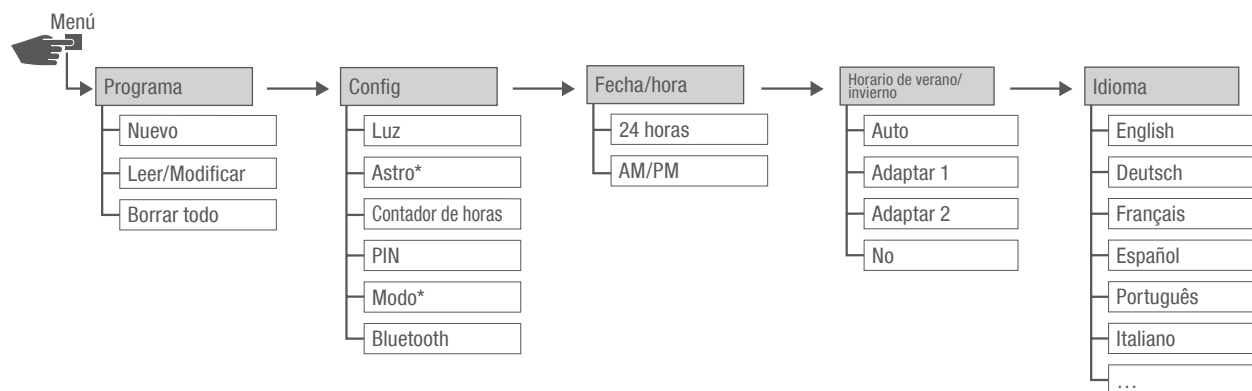 Menú
Programa
Nuevo
Leer/Modificar
Borrar todo
Config
Luz
Astro*
Contador de horas
PIN
Modo*
Bluetooth
Fecha/hora
24 horas
AM/PM
Horario de verano/
invierno
Auto
Adaptar 1
Adaptar 2
No
Idioma
English
Deutsch
Français
Español
Português
Italiano
...